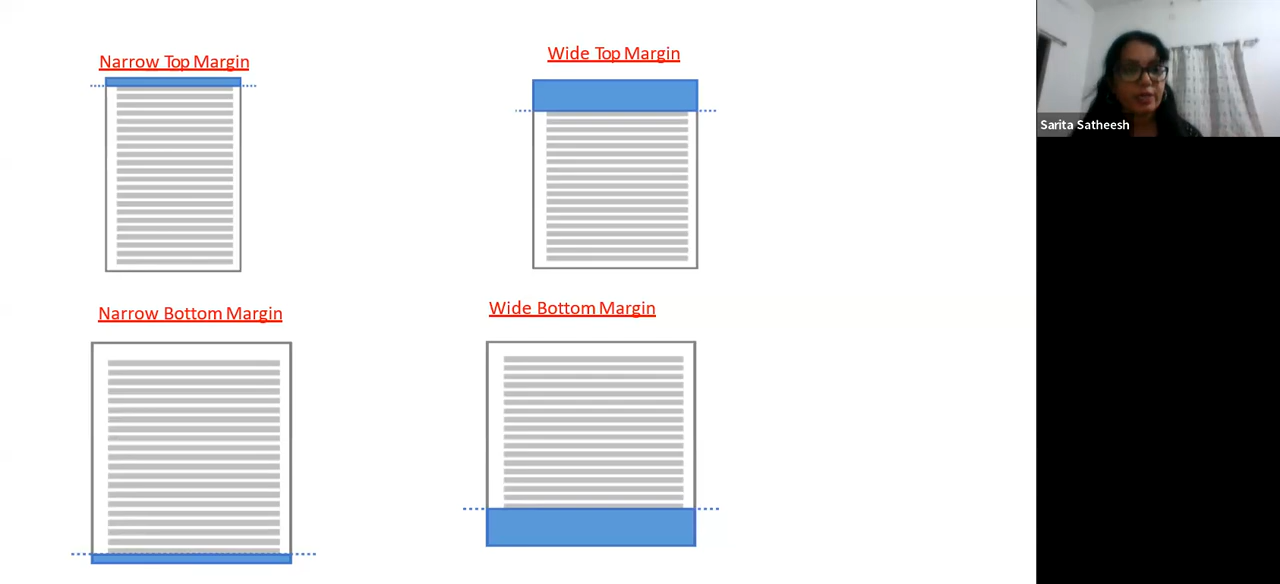 Narrow Top Margin
Wide Top Margin
Sarita Satheesh
Narrow Bottom Margin
Wide Bottom Margin